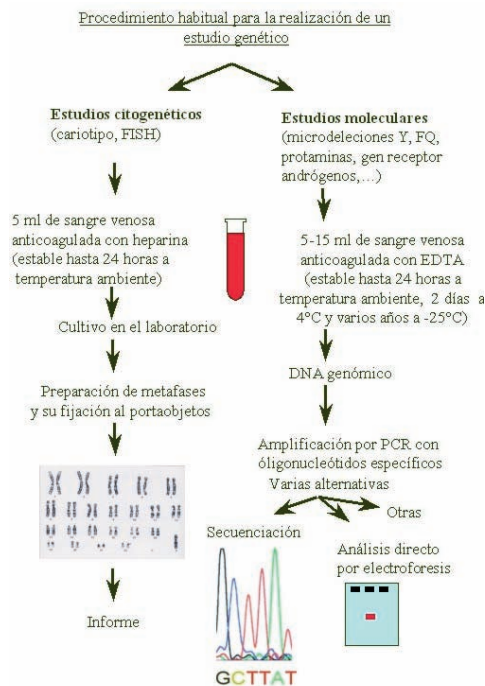 Procedimiento habitual para la realización de un
estudio genético
Estudios citogenéticos
(cariotipo, FISH)
5 ml de sangre venosa
anticoagulada con heparina
(estable hasta 24 horas a
temperatura ambiente)
Cultivo en el laboratorio
Preparación de metafases
y su fijación al portaobjetos
Informe
Estudios moleculares
(microdeleciones Y, FQ,
protaminas, gen receptor
andrógenos,...)
5-15 ml de sangre venosa
anticoagulada con EDTA
(estable hasta 24 horas a
temperatura ambiente, 2 días a
4°C y varios años a -25°C)
DNA genómico
Amplificación por PCR con
óligonucleótidos específicos
Varias alternativas
Secuenciación
GCTTAT
Análisis directo
por electroforesis
Otras